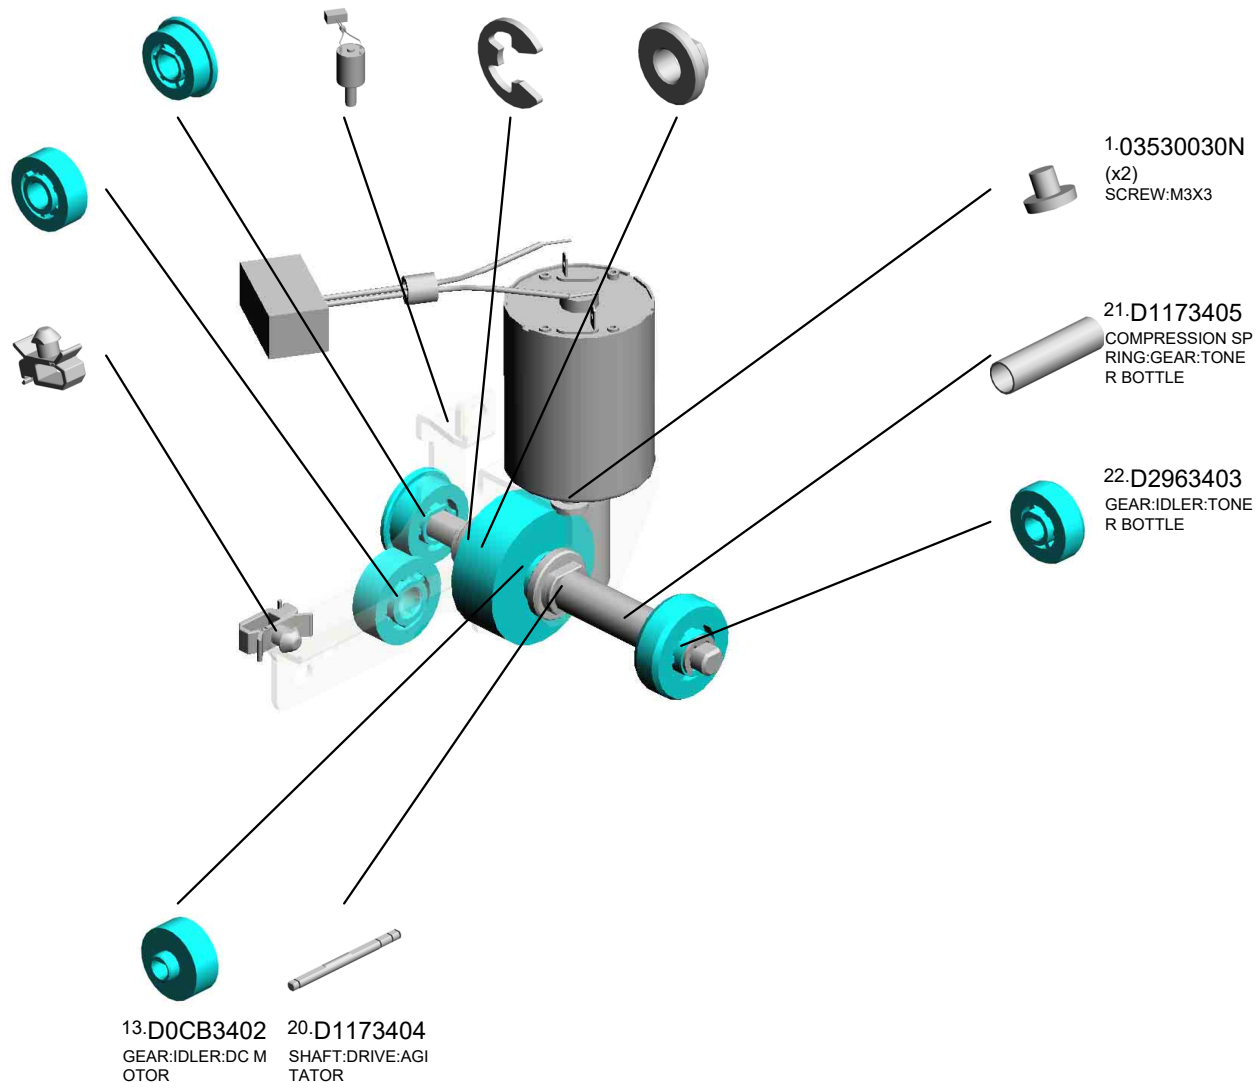 1.03530030N
(x2)
SCREW:M3X3
21.D1173405
COMPRESSION SP
RING:GEAR:TONE
R BOTTLE
22.D2963403
GEAR:IDLER:TONE
R BOTTLE
13.D0CB3402
GEAR:IDLER:DC M
OTOR
20.D1173404
SHAFT:DRIVE:AGI
TATOR